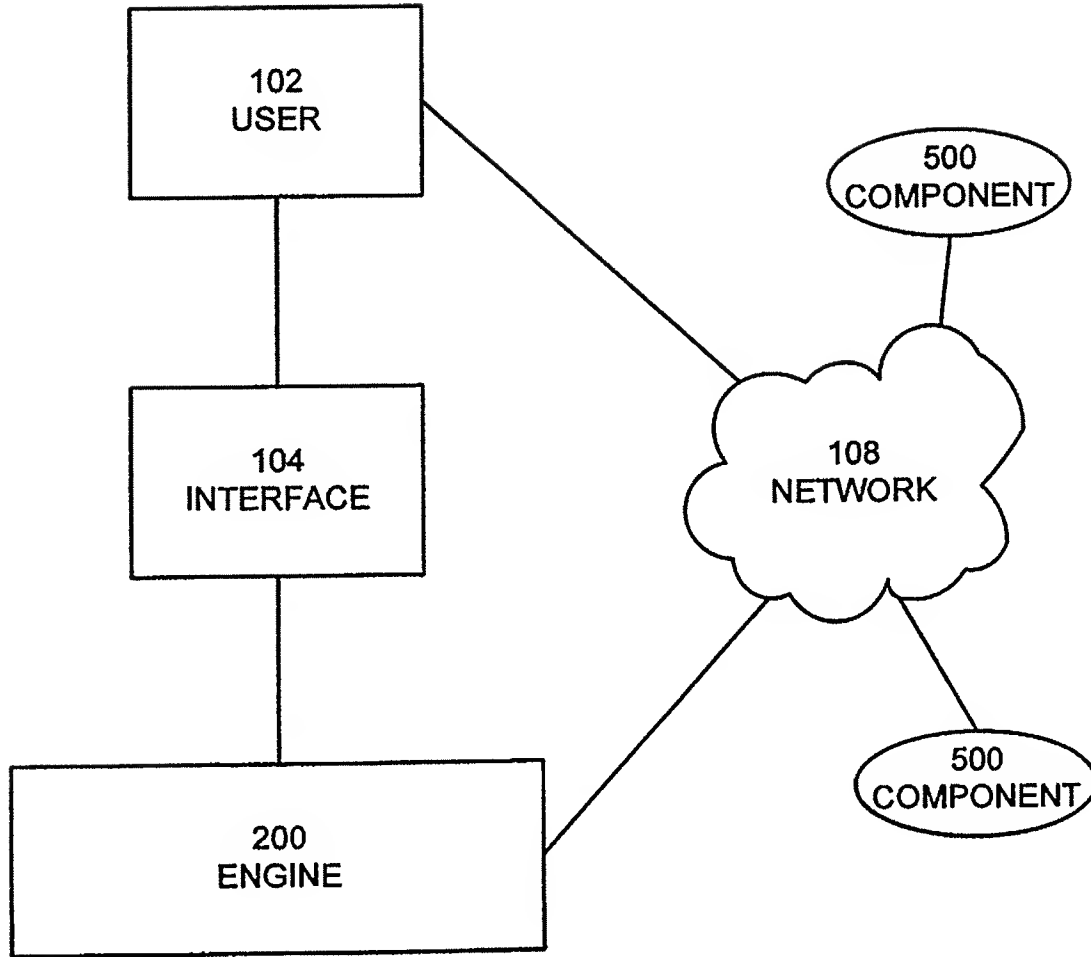 102
USER
500
COMPONENT
104
INTERFACE
108
NETWORK
500
COMPONENT
200
ENGINE